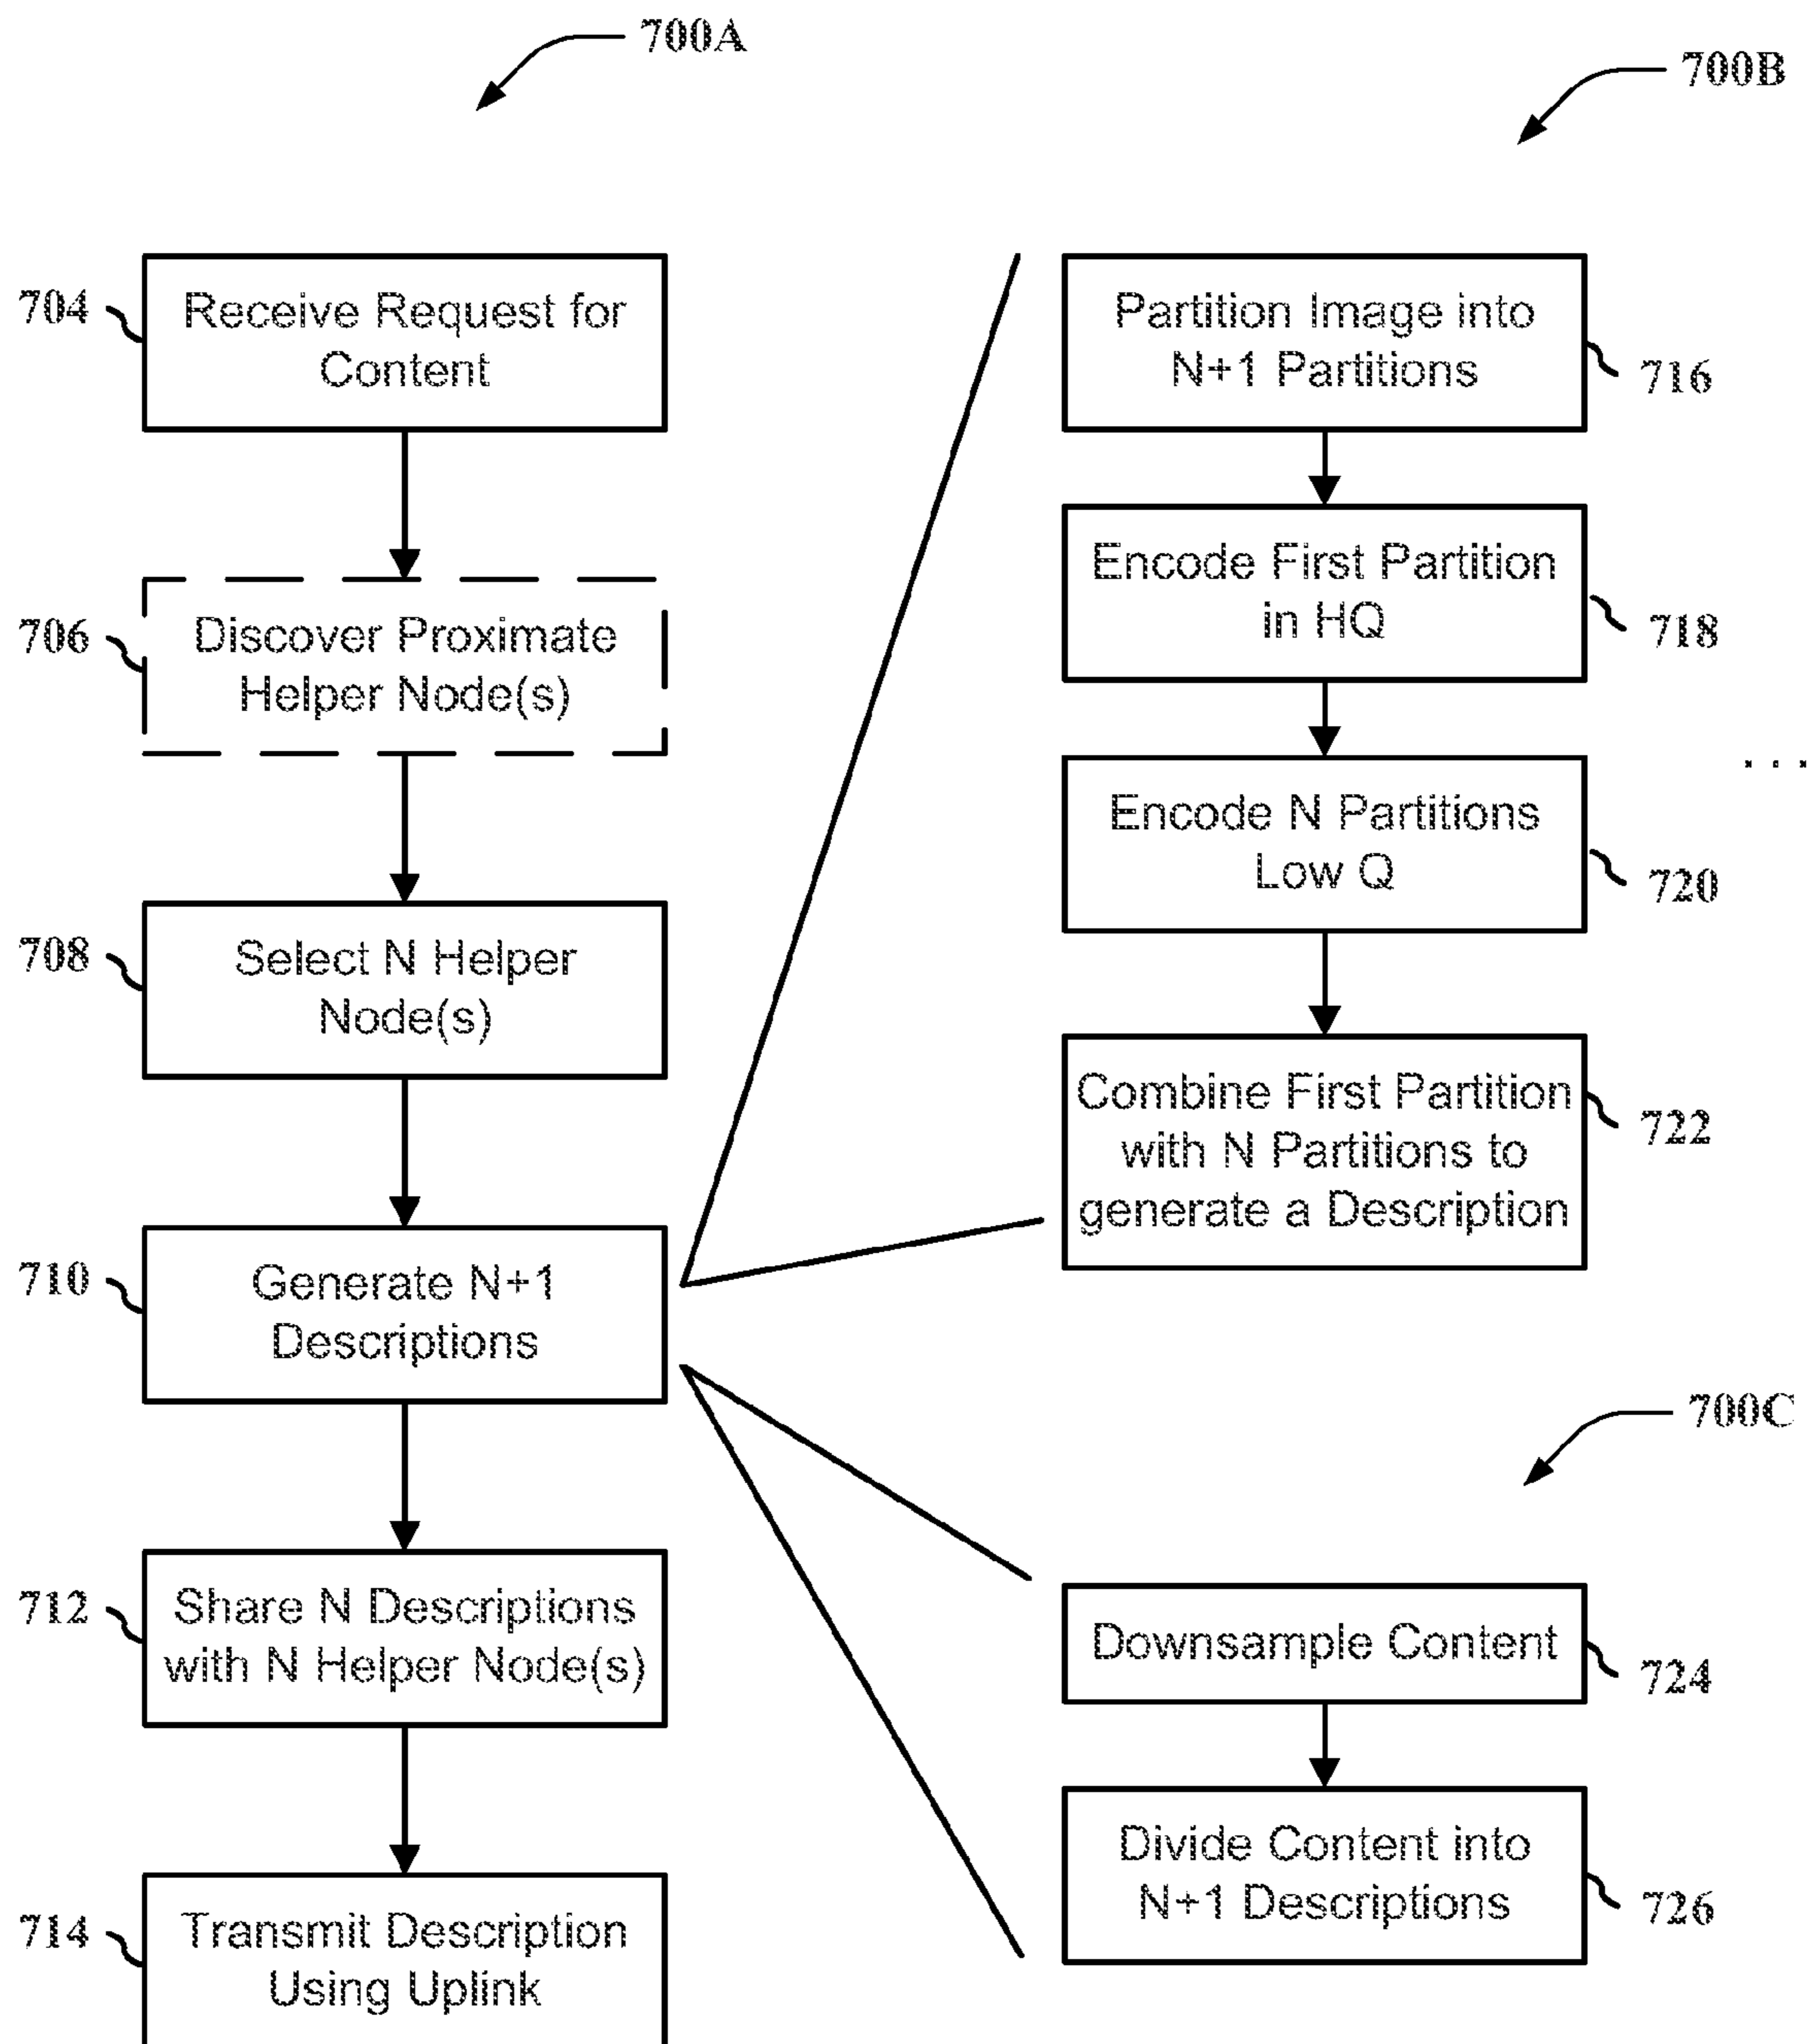 700A
700B
704
Receive Request for
Content
706
Discover Proximate
Helper Node(s)
708
Select N Helper
Node(s)
710
Generate N+1
Descriptions
712
Share N Descriptions
with N Helper Node(s)
714
Transmit Description
Using Uplink
Partition Image into
N+1 Partitions
716
Encode First Partition
in HQ
718
Encode N Partitions
Low Q
720
. . .
Combine First Partition
with N Partitions to
generate a Description
722
700C
Downsample Content
724
Divide Content into
N+1 Descriptions
726